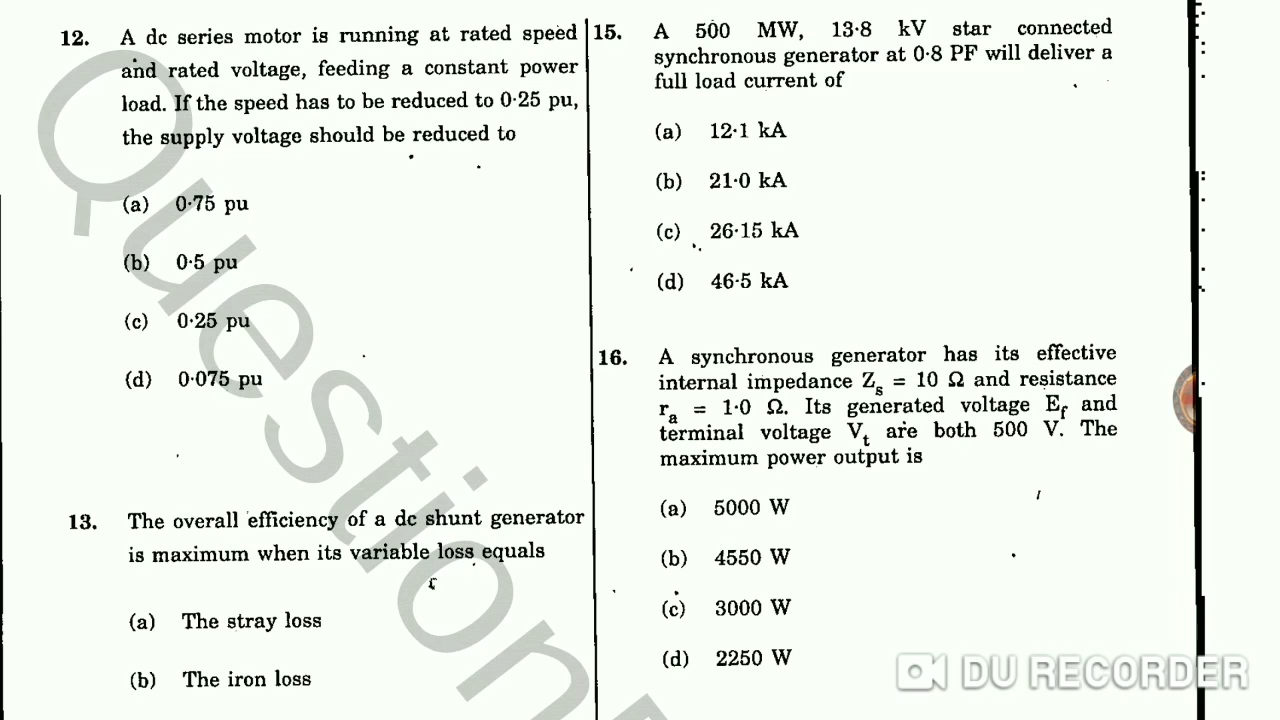 12. A dc series motor is running at rated speed
and rated voltage, feeding a constant power
load. If the speed has to be reduced to 0·25 pu,
the supply voltage should be reduced to
(a) 0·75 pu
(b) 0·5 pu
(c) 0·25 pu
(d) 0·075 pu
13. The overall efficiency of a dc shunt generator
is maximum when its variable loss equals
(a) The stray loss
(b) The iron loss
15. A 500 MW, 13·8 kV star connected
synchronous generator at 0·8 PF will deliver a
full load current of
(a) 12·1 kA
(b) 21·0 kA
(c) 26·15 kA
(d) 46·5 kA
16. A synchronous generator has its effective
internal impedance Zs = 10 Ω and resistance
ra = 1·0 Ω. Its generated voltage Ef and
terminal voltage Vt are both 500 V. The
maximum power output is
(a) 5000 W
(b) 4550 W
(c) 3000 W
(d) 2250 W
Question
DU RECORDER